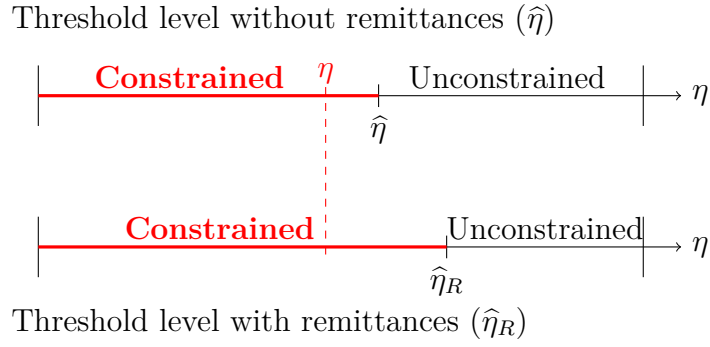 Threshold level without remittances (η̂)
Constrained η Unconstrained
η
η̂
Constrained Unconstrained
η
η̂_R
Threshold level with remittances (η̂_R)